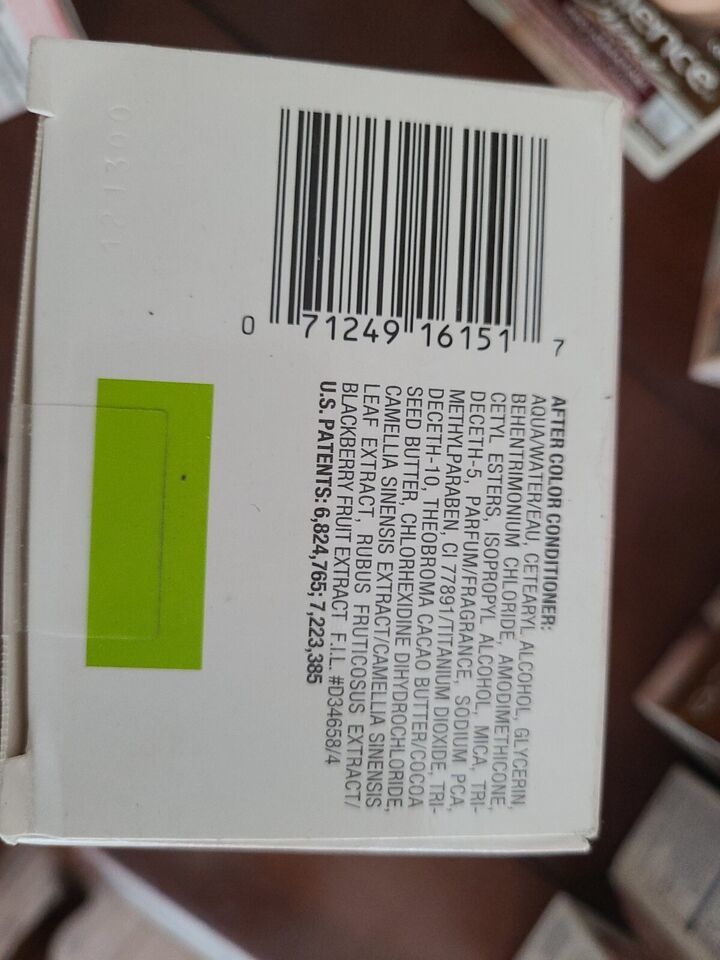 0 71249 16151 7
AFTER COLOR CONDITIONER:
AQUA/WATER/EAU, CETEARYL ALCOHOL, GLYCERIN,
BEHENTRIMONIUM CHLORIDE, AMODIMETHICONE,
CETYL ESTERS, ISOPROPYL ALCOHOL, MICA, TRI-
DECETH-5, PARFUM/FRAGRANCE, SODIUM PCA,
METHYLPARABEN, CI 77891/TITANIUM DIOXIDE, TRI-
DECETH-10, THEOBROMA CACAO BUTTER/COCOA
SEED BUTTER, CHLORHEXIDINE DIHYDROCHLORIDE,
CAMELLIA SINENSIS EXTRACT/CAMELLIA SINENSIS
LEAF EXTRACT, RUBUS FRUTICOSUS EXTRACT/
BLACKBERRY FRUIT EXTRACT F.I.L. #D34658/4
U.S. PATENTS: 6,824,765; 7,223,385